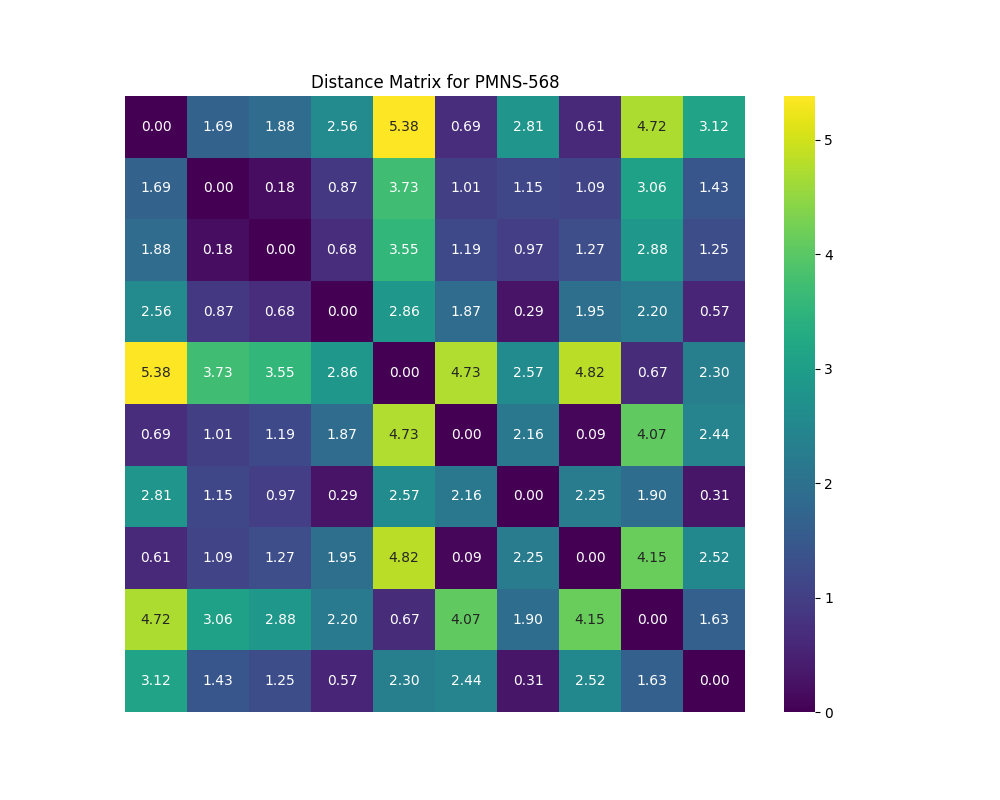 Distance Matrix for PMNS-568
0.00 1.69 1.88 2.56 5.38 0.69 2.81 0.61 4.72 3.12
1.69 0.00 0.18 0.87 3.73 1.01 1.15 1.09 3.06 1.43
1.88 0.18 0.00 0.68 3.55 1.19 0.97 1.27 2.88 1.25
2.56 0.87 0.68 0.00 2.86 1.87 0.29 1.95 2.20 0.57
5.38 3.73 3.55 2.86 0.00 4.73 2.57 4.82 0.67 2.30
0.69 1.01 1.19 1.87 4.73 0.00 2.16 0.09 4.07 2.44
2.81 1.15 0.97 0.29 2.57 2.16 0.00 2.25 1.90 0.31
0.61 1.09 1.27 1.95 4.82 0.09 2.25 0.00 4.15 2.52
4.72 3.06 2.88 2.20 0.67 4.07 1.90 4.15 0.00 1.63
3.12 1.43 1.25 0.57 2.30 2.44 0.31 2.52 1.63 0.00
5
4
3
2
1
0